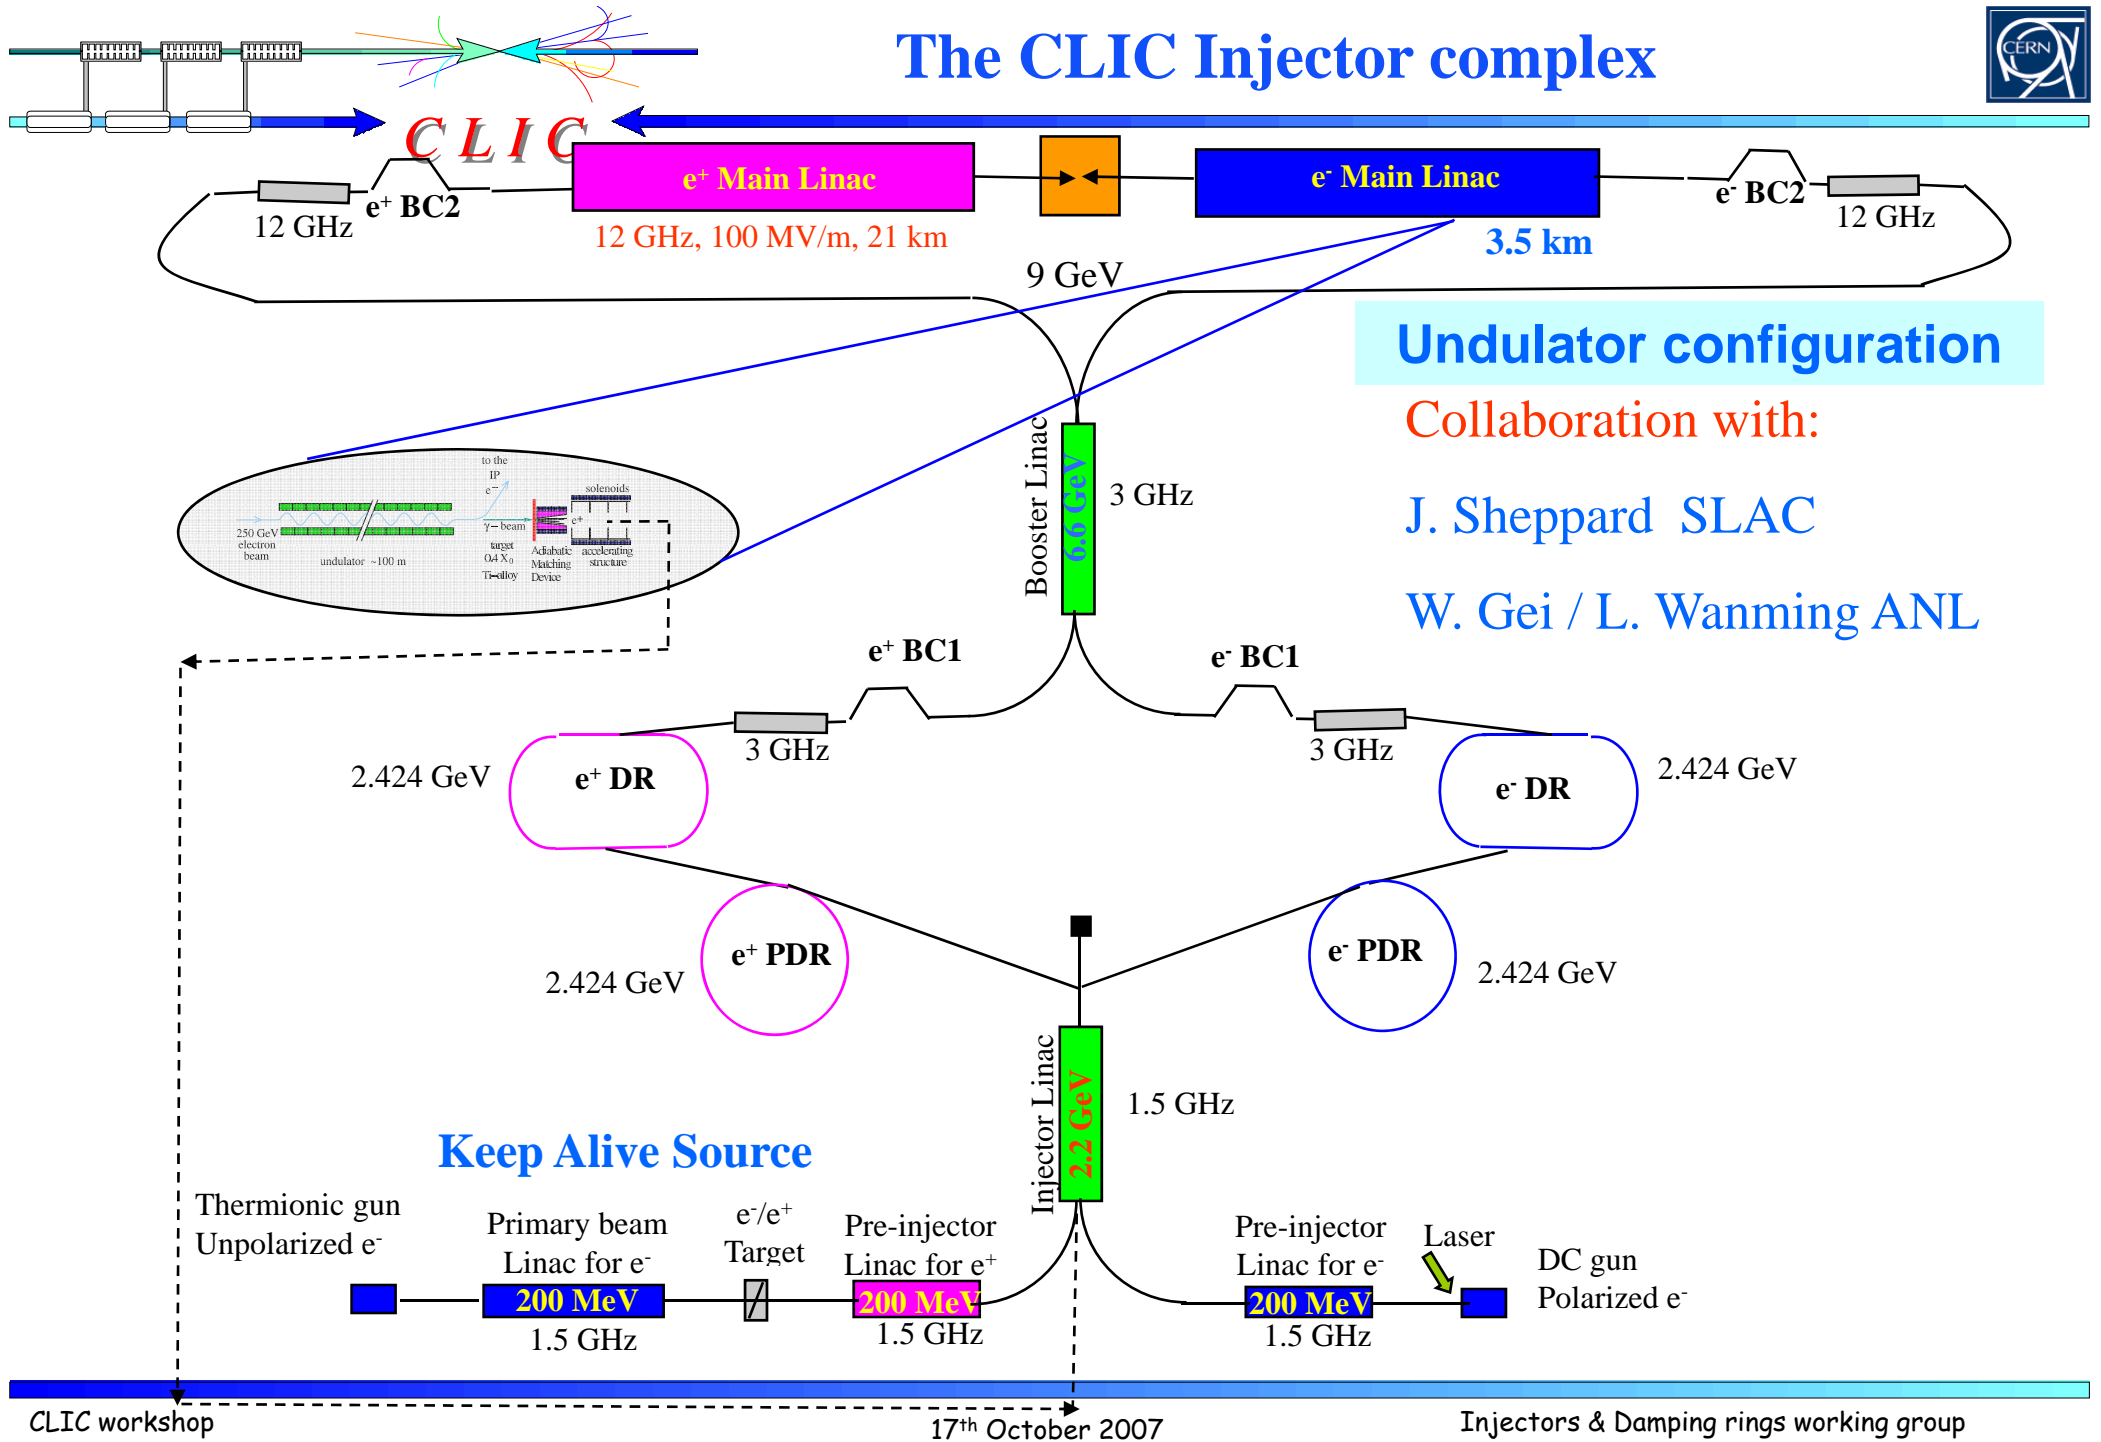 The CLIC Injector complex
CERN
CLIC
e⁺ Main Linac
e⁻ Main Linac
e⁺ BC2
e⁻ BC2
12 GHz
12 GHz
12 GHz, 100 MV/m, 21 km
3.5 km
9 GeV
Undulator configuration
Collaboration with:
J. Sheppard SLAC
W. Gei / L. Wanming ANL
Booster Linac
6.6 GeV
3 GHz
to the
IP
e⁻
solenoids
250 GeV
electron
beam
undulator ~100 m
γ– beam
e+
target
0.4 X₀
Ti–alloy
Adiabatic
Matching
Device
accelerating
structure
e⁺ BC1
e⁻ BC1
3 GHz
3 GHz
2.424 GeV
e⁺ DR
e⁻ DR
2.424 GeV
e⁺ PDR
e⁻ PDR
2.424 GeV
2.424 GeV
Injector Linac
2.2 GeV
1.5 GHz
Keep Alive Source
Thermionic gun
Unpolarized e⁻
Primary beam
Linac for e⁻
200 MeV
1.5 GHz
e⁻/e⁺
Target
Pre-injector
Linac for e⁺
200 MeV
1.5 GHz
Pre-injector
Linac for e⁻
200 MeV
1.5 GHz
Laser
DC gun
Polarized e⁻
CLIC workshop
17th October 2007
Injectors & Damping rings working group